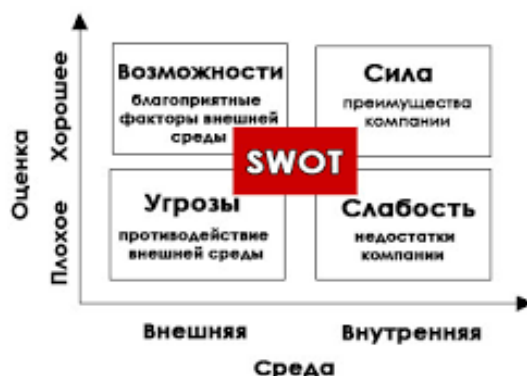 Оценка
Хорошее
Плохое
Возможности
благоприятные
факторы внешней
среды
Сила
преимущества
компании
SWOT
Угрозы
противодействие
внешней среды
Слабость
недостатки
компании
Внешняя
Внутренняя
Среда